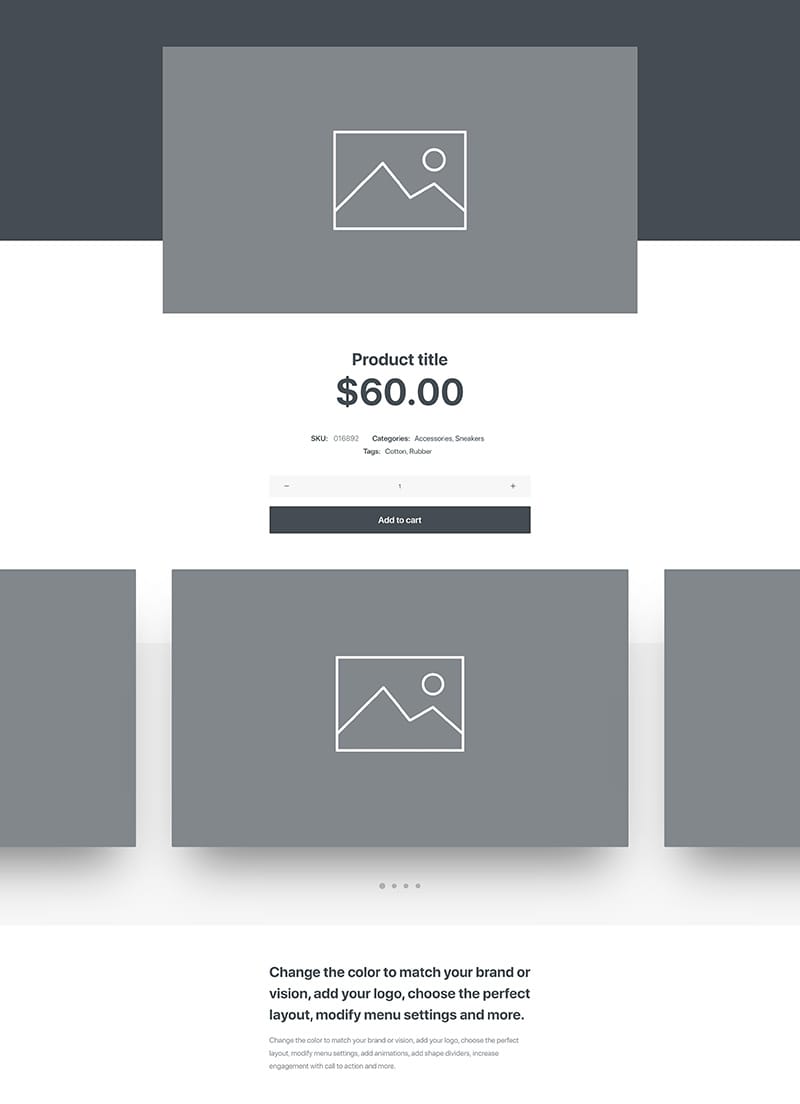 Product title
$60.00
SKU: 016892 Categories: Accessories, Sneakers
Tags: Cotton, Rubber
− 1 +
Add to cart
Change the color to match your brand or
vision, add your logo, choose the perfect
layout, modify menu settings and more.
Change the color to match your brand or vision, add your logo, choose the perfect
layout, modify menu settings, add animations, add shape dividers, increase
engagement with call to action and more.